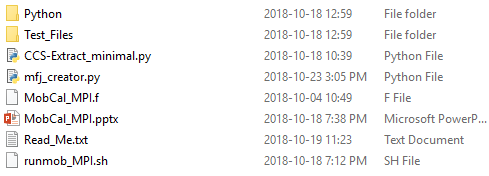 Python 2018-10-18 12:59 File folder
Test_Files 2018-10-18 12:59 File folder
CCS-Extract_minimal.py 2018-10-18 10:39 Python File
mfj_creator.py 2018-10-23 3:05 PM Python File
MobCal_MPI.f 2018-10-04 10:49 F File
MobCal_MPI.pptx 2018-10-18 7:38 PM Microsoft PowerP...
Read_Me.txt 2018-10-19 11:23 Text Document
runmob_MPI.sh 2018-10-18 7:12 PM SH File